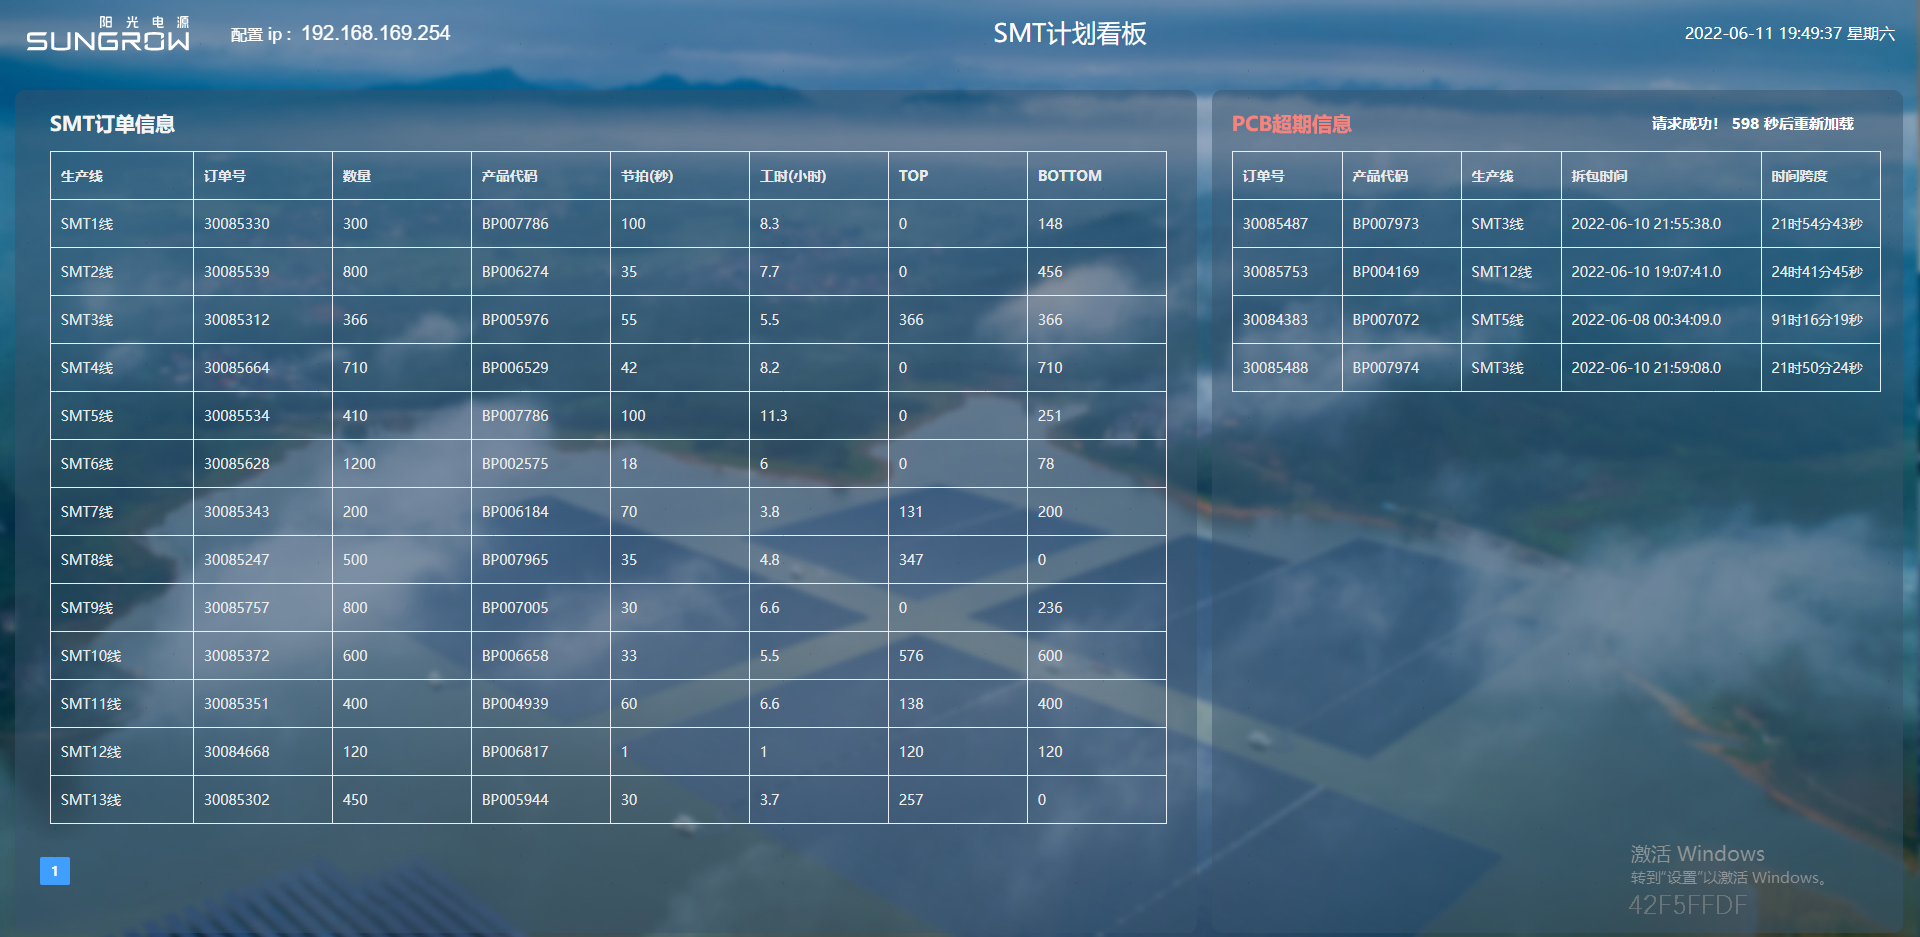 阳光电源
SUNGROW
配置 ip : 192.168.169.254
SMT计划看板
2022-06-11 19:49:37 星期六
SMT订单信息
生产线 订单号 数量 产品代码 节拍(秒) 工时(小时) TOP BOTTOM
SMT1线 30085330 300 BP007786 100 8.3 0 148
SMT2线 30085539 800 BP006274 35 7.7 0 456
SMT3线 30085312 366 BP005976 55 5.5 366 366
SMT4线 30085664 710 BP006529 42 8.2 0 710
SMT5线 30085534 410 BP007786 100 11.3 0 251
SMT6线 30085628 1200 BP002575 18 6 0 78
SMT7线 30085343 200 BP006184 70 3.8 131 200
SMT8线 30085247 500 BP007965 35 4.8 347 0
SMT9线 30085757 800 BP007005 30 6.6 0 236
SMT10线 30085372 600 BP006658 33 5.5 576 600
SMT11线 30085351 400 BP004939 60 6.6 138 400
SMT12线 30084668 120 BP006817 1 1 120 120
SMT13线 30085302 450 BP005944 30 3.7 257 0
1
PCB超期信息
请求成功! 598 秒后重新加载
订单号 产品代码 生产线 拆包时间 时间跨度
30085487 BP007973 SMT3线 2022-06-10 21:55:38.0 21时54分43秒
30085753 BP004169 SMT12线 2022-06-10 19:07:41.0 24时41分45秒
30084383 BP007072 SMT5线 2022-06-08 00:34:09.0 91时16分19秒
30085488 BP007974 SMT3线 2022-06-10 21:59:08.0 21时50分24秒
激活 Windows
转到"设置"以激活 Windows。
42F5FFDF